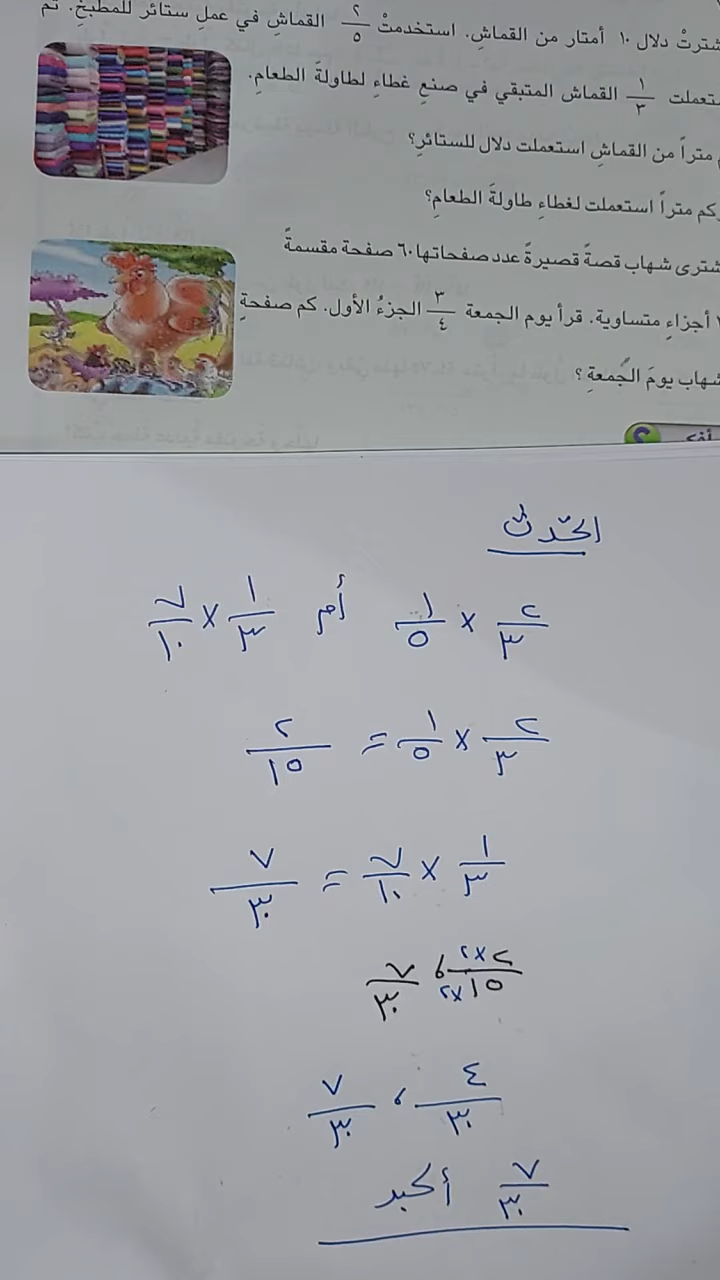 دلال ١٠ أمتار من القماشِ. استخدمتْ ٢/٥ القماشِ في عملِ ستائر للمطبخِ. ثم
١/٣ القماش المتبقي في صنعِ غطاءِ لطاولةَ الطعامِ.
متراً من القماشِ استعملت دلال للستائرِ؟
كم متراً استعملت لغطاءِ طاولةَ الطعامِ؟
شهاب قصةً قصيرةً عدد صفحاتها ٦٠ صفحة مقسمةً
أجزاءٍ متساوية. قرأ يوم الجمعة ٣/٤ الجزءُ الأول. كم صفحةٍ
شهاب يومَ الجُمعةِ؟
٢
الحدث
٢/٣ × ١/٥ أم ١/٣ × ٧/١٠
٢/٣ × ١/٥ = ٢/١٥
١/٣ × ٧/١٠ = ٧/٣٠
٢×٢/١٥×٢ ، ٧/٣٠
٤/٣٠ ، ٧/٣٠
٧/٣٠ أكبر